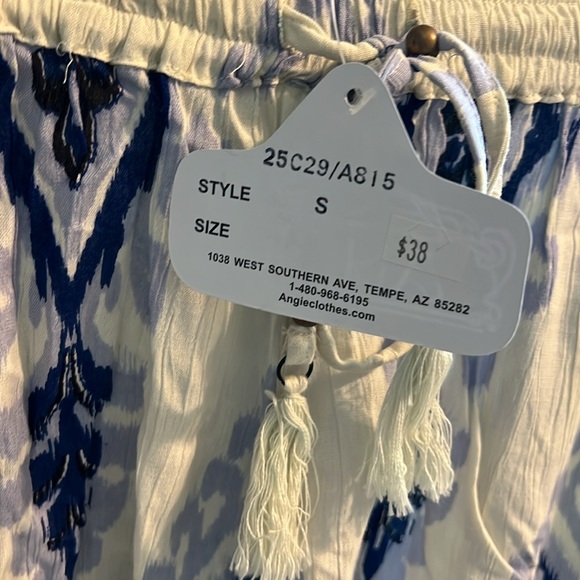 25C29/A815
STYLE
S
SIZE
$38
1038 WEST SOUTHERN AVE, TEMPE, AZ 85282
1-480-968-6195
Angieclothes.com